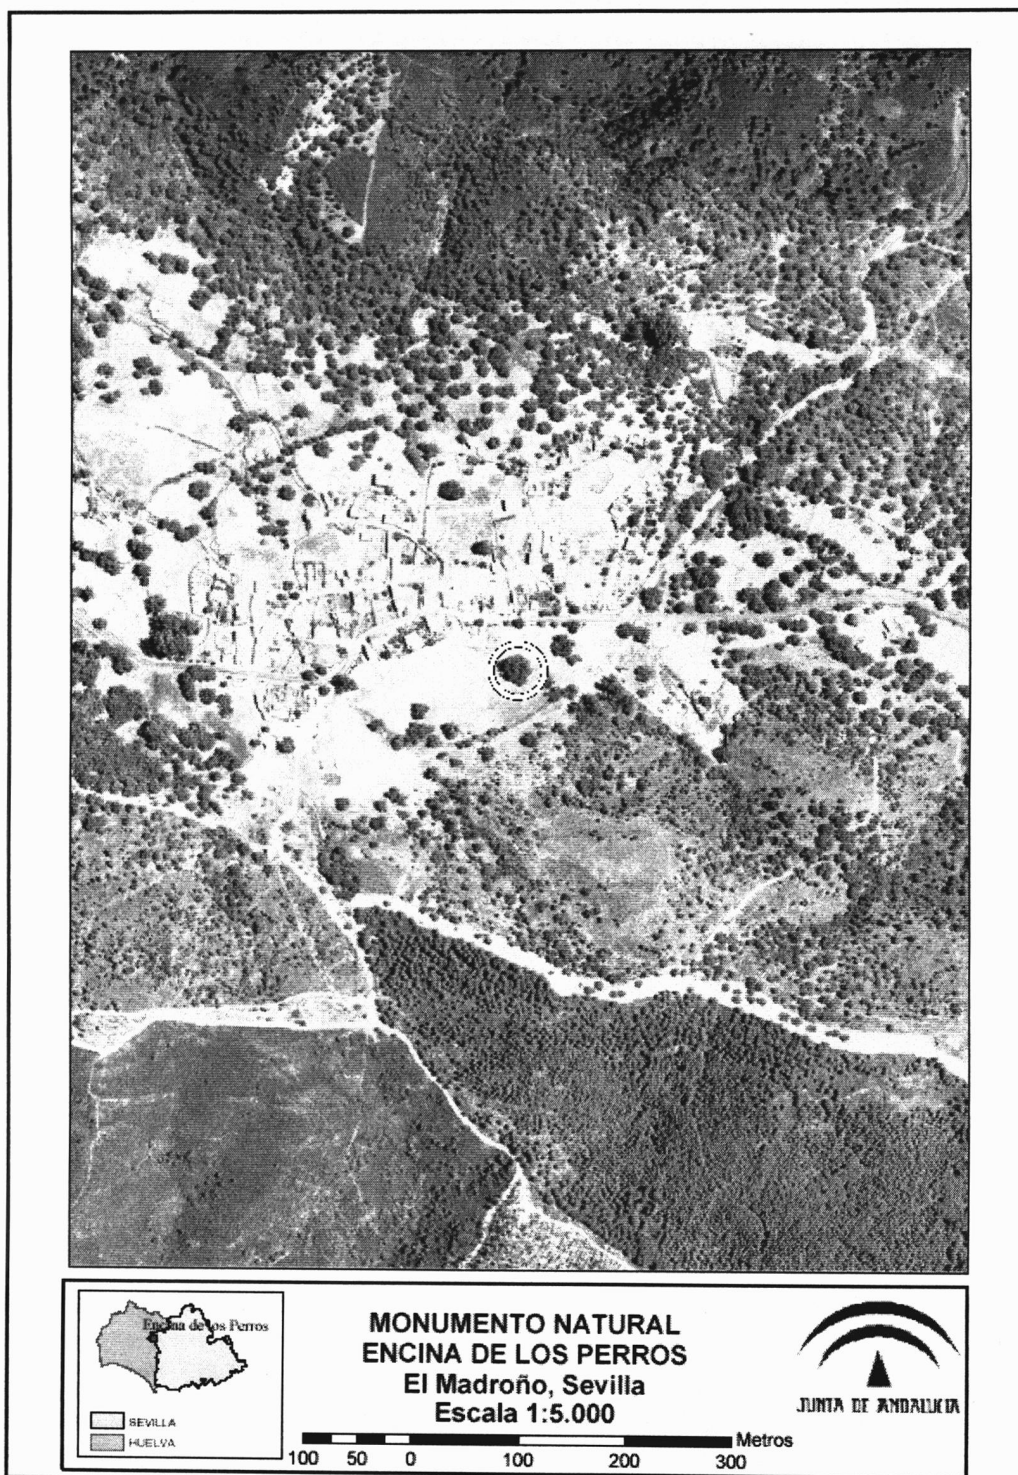 Encina de los Perros
SEVILLA
HUELVA
MONUMENTO NATURAL
ENCINA DE LOS PERROS
El Madroño, Sevilla
Escala 1:5.000
100 50 0 100 200 300 Metros
JUNTA DE ANDALUCIA